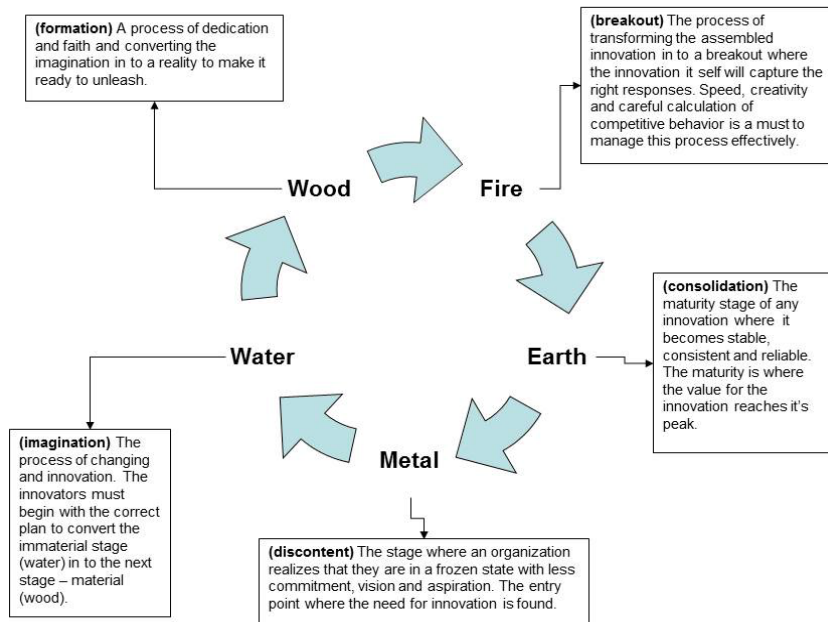 (formation) A process of dedication
and faith and converting the
imagination in to a reality to make it
ready to unleash.
(breakout) The process of
transforming the assembled
innovation in to a breakout where
the innovation it self will capture the
right responses. Speed, creativity
and careful calculation of
competitive behavior is a must to
manage this process effectively.
Wood
Fire
(consolidation) The
maturity stage of any
innovation where it
becomes stable,
consistent and reliable.
The maturity is where
the value for the
innovation reaches it's
peak.
Water
Earth
Metal
(imagination) The
process of changing
and innovation. The
innovators must
begin with the correct
plan to convert the
immaterial stage
(water) in to the next
stage – material
(wood).
(discontent) The stage where an organization
realizes that they are in a frozen state with less
commitment, vision and aspiration. The entry
point where the need for innovation is found.